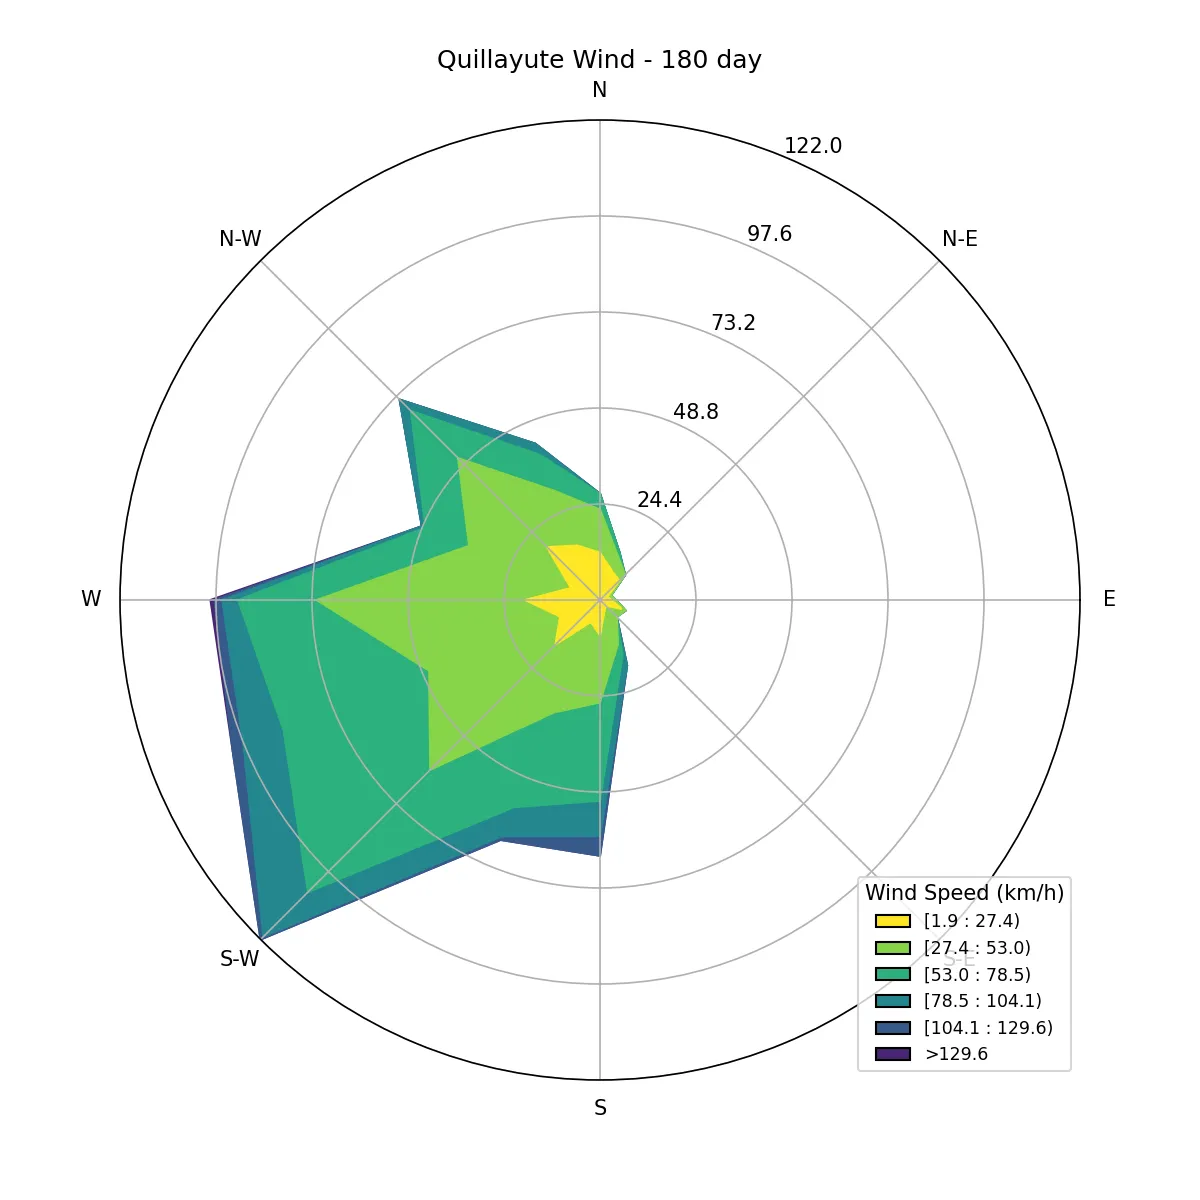 Quillayute Wind - 180 day
N
122.0
97.6
N-W
N-E
73.2
48.8
24.4
W
E
S-W
S-E
S
Wind Speed (km/h)
[1.9 : 27.4)
[27.4 : 53.0)
[53.0 : 78.5)
[78.5 : 104.1)
[104.1 : 129.6)
>129.6